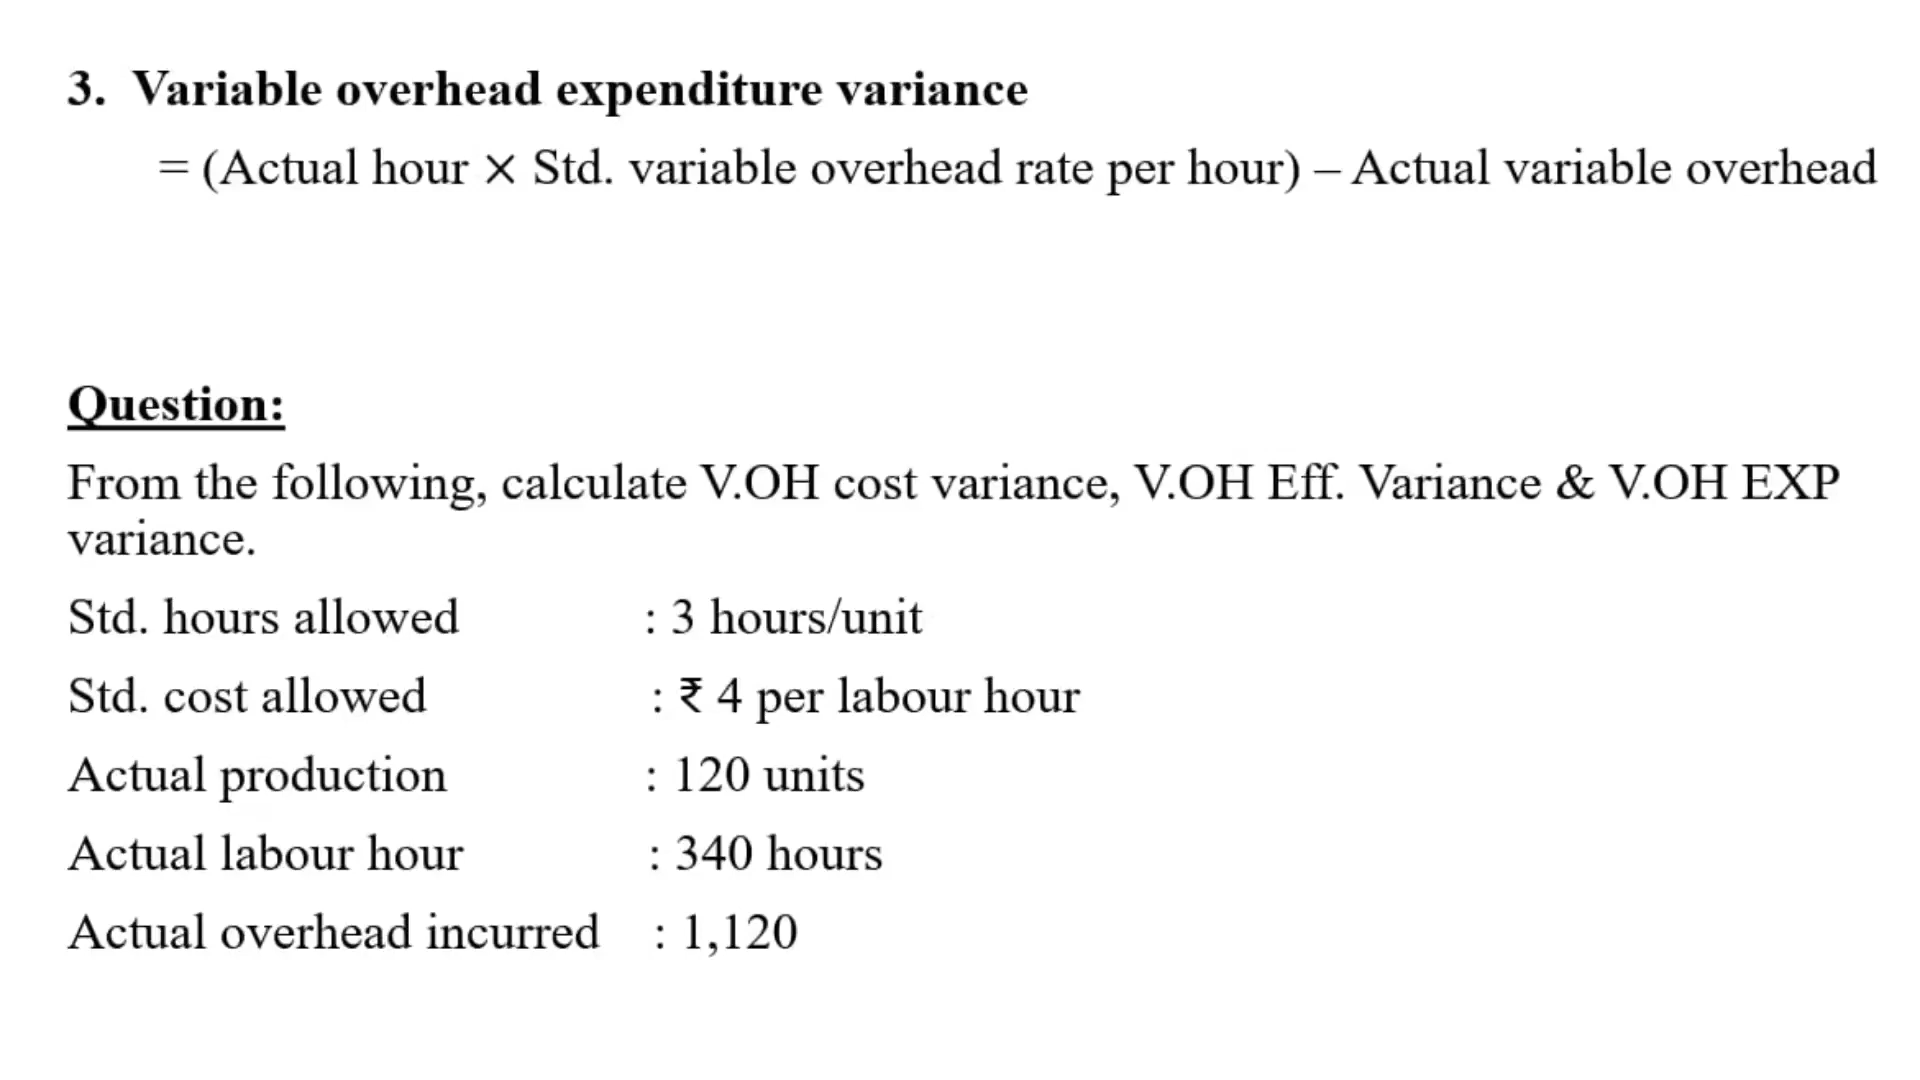 3. Variable overhead expenditure variance
= (Actual hour × Std. variable overhead rate per hour) – Actual variable overhead
Question:
From the following, calculate V.OH cost variance, V.OH Eff. Variance & V.OH EXP
variance.
Std. hours allowed : 3 hours/unit
Std. cost allowed : ₹ 4 per labour hour
Actual production : 120 units
Actual labour hour : 340 hours
Actual overhead incurred : 1,120